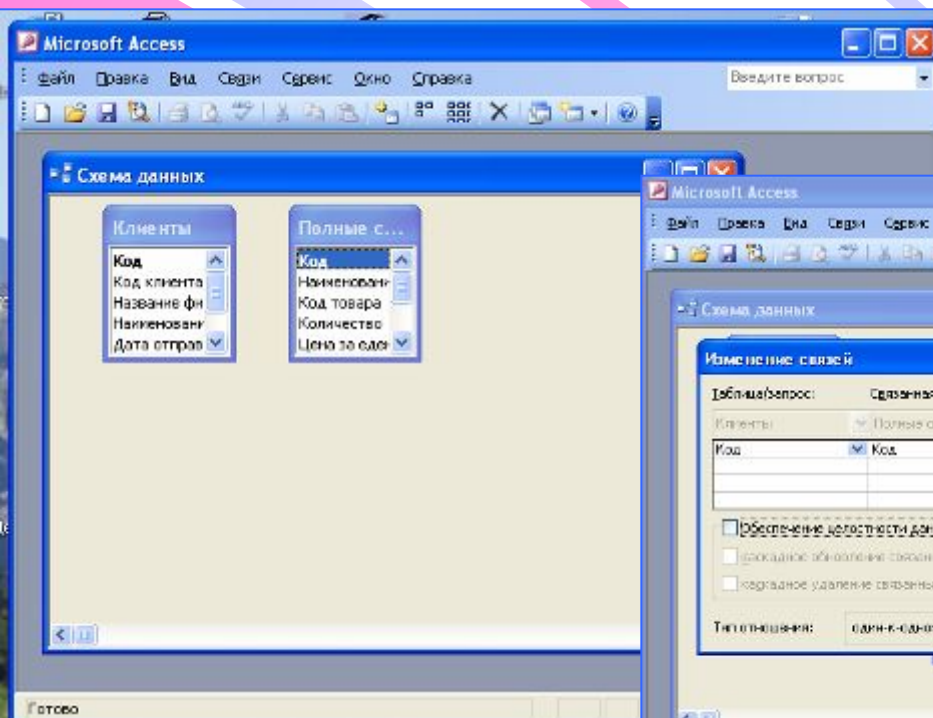 Microsoft Access
Файл Правка Вид Связи Сервис Окно Справка
Введите вопрос
Схема данных
Клиенты
Код
Код клиента
Название фи
Наименовани
Дата отправ
Полные с...
Код
Наименовани
Код товара
Количество
Цена за еди
Готово
Microsoft Access
Файл Правка Вид Связи Сервис
Схема данных
Изменение связей
Таблица/запрос: Связанная
Клиенты Полные с
Код Код
Обеспечение целостности дан
каскадное обновление связан
каскадное удаление связанны
Тип отношения: один-к-одно